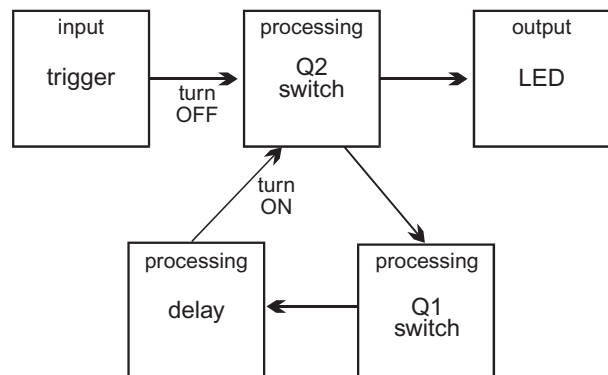 input
trigger
turn
OFF
processing
Q2
switch
output
LED
turn
ON
processing
delay
processing
Q1
switch